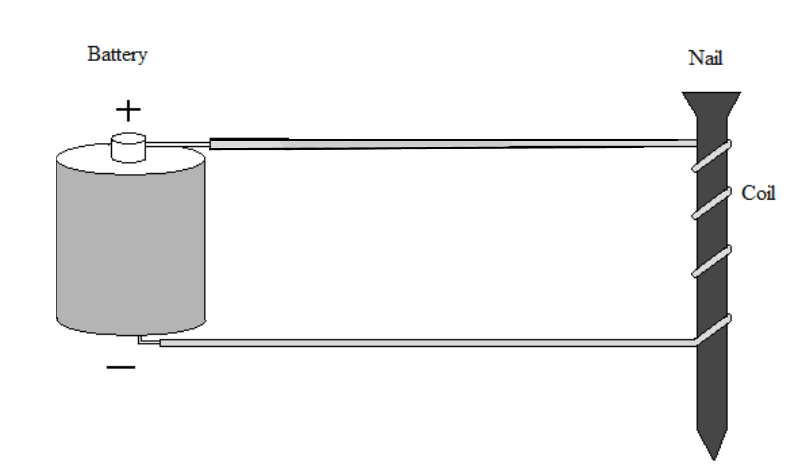 Battery
Nail
+
Coil
—